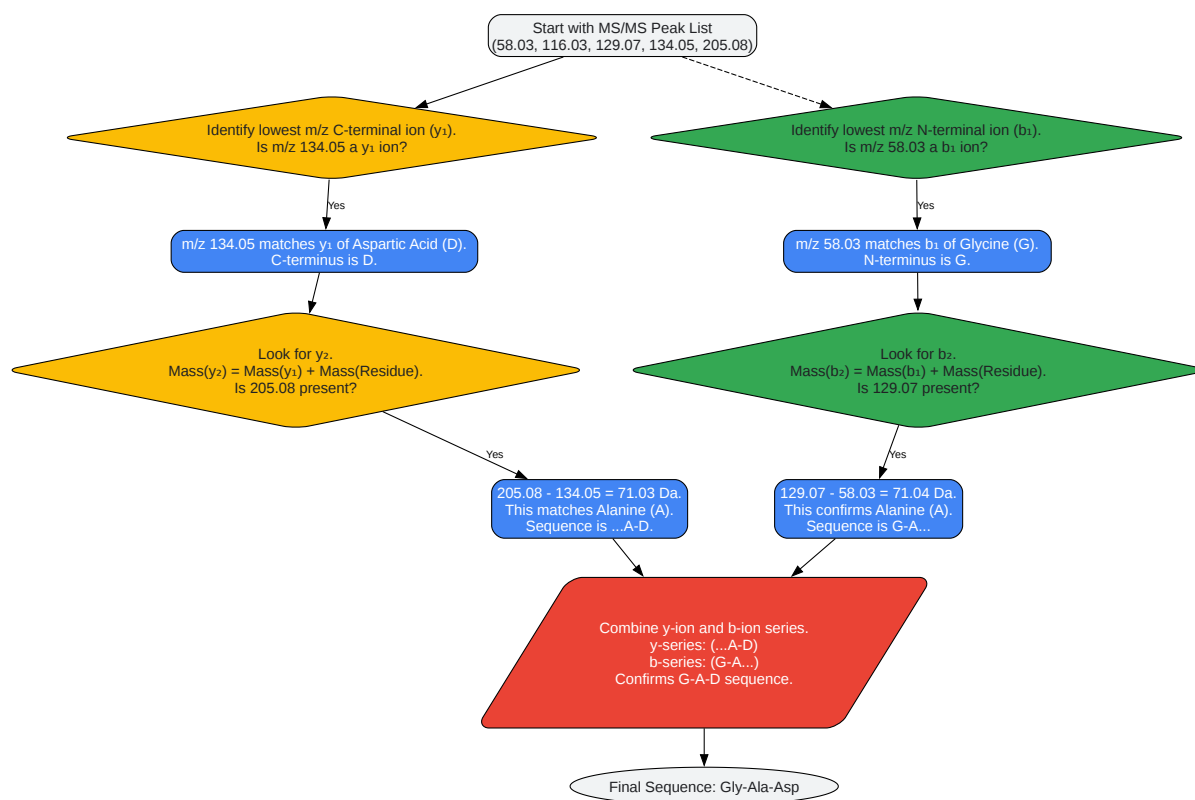 Start with MS/MS Peak List
(58.03, 116.03, 129.07, 134.05, 205.08)
Identify lowest m/z C-terminal ion (y₁).
Is m/z 134.05 a y₁ ion?
Identify lowest m/z N-terminal ion (b₁).
Is m/z 58.03 a b₁ ion?
Yes
Yes
m/z 134.05 matches y₁ of Aspartic Acid (D).
C-terminus is D.
m/z 58.03 matches b₁ of Glycine (G).
N-terminus is G.
Look for y₂.
Mass(y₂) = Mass(y₁) + Mass(Residue).
Is 205.08 present?
Look for b₂.
Mass(b₂) = Mass(b₁) + Mass(Residue).
Is 129.07 present?
Yes
Yes
205.08 - 134.05 = 71.03 Da.
This matches Alanine (A).
Sequence is ...A-D.
129.07 - 58.03 = 71.04 Da.
This confirms Alanine (A).
Sequence is G-A...
Combine y-ion and b-ion series.
y-series: (...A-D)
b-series: (G-A...)
Confirms G-A-D sequence.
Final Sequence: Gly-Ala-Asp